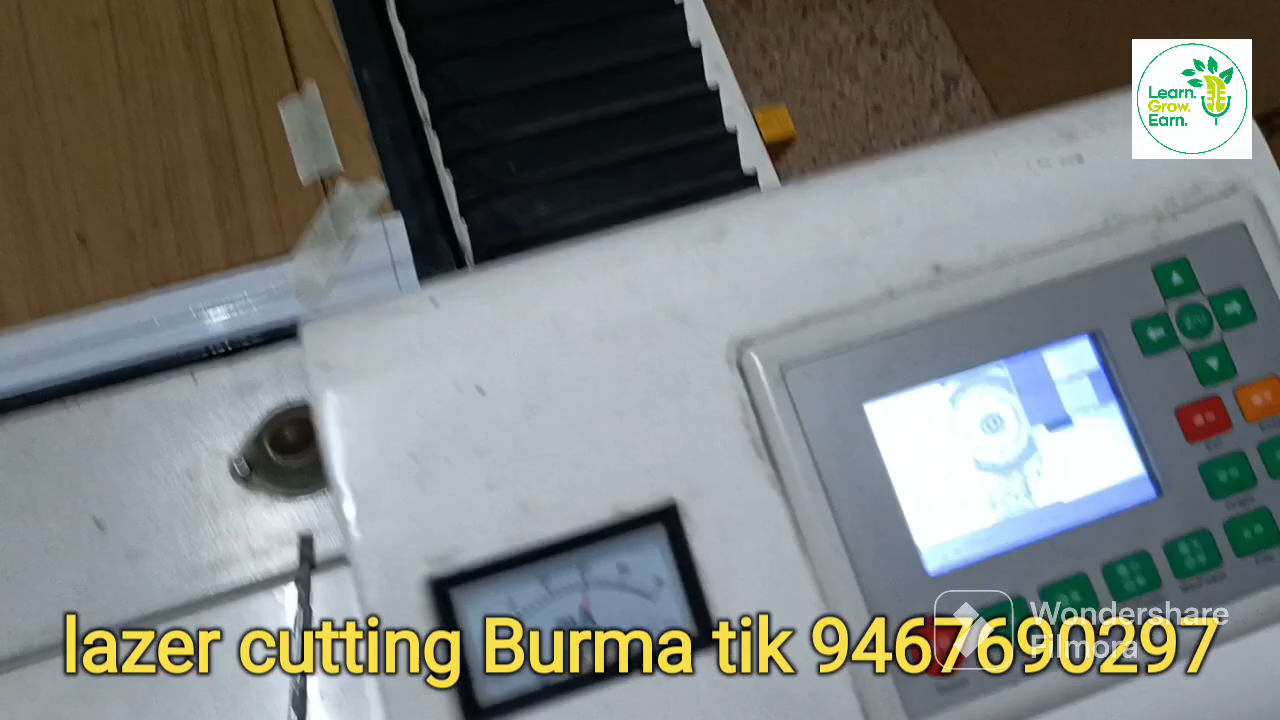 Learn.
Grow.
Earn.
lazer cutting Burma tik 9467690297
Wondershare
Filmora